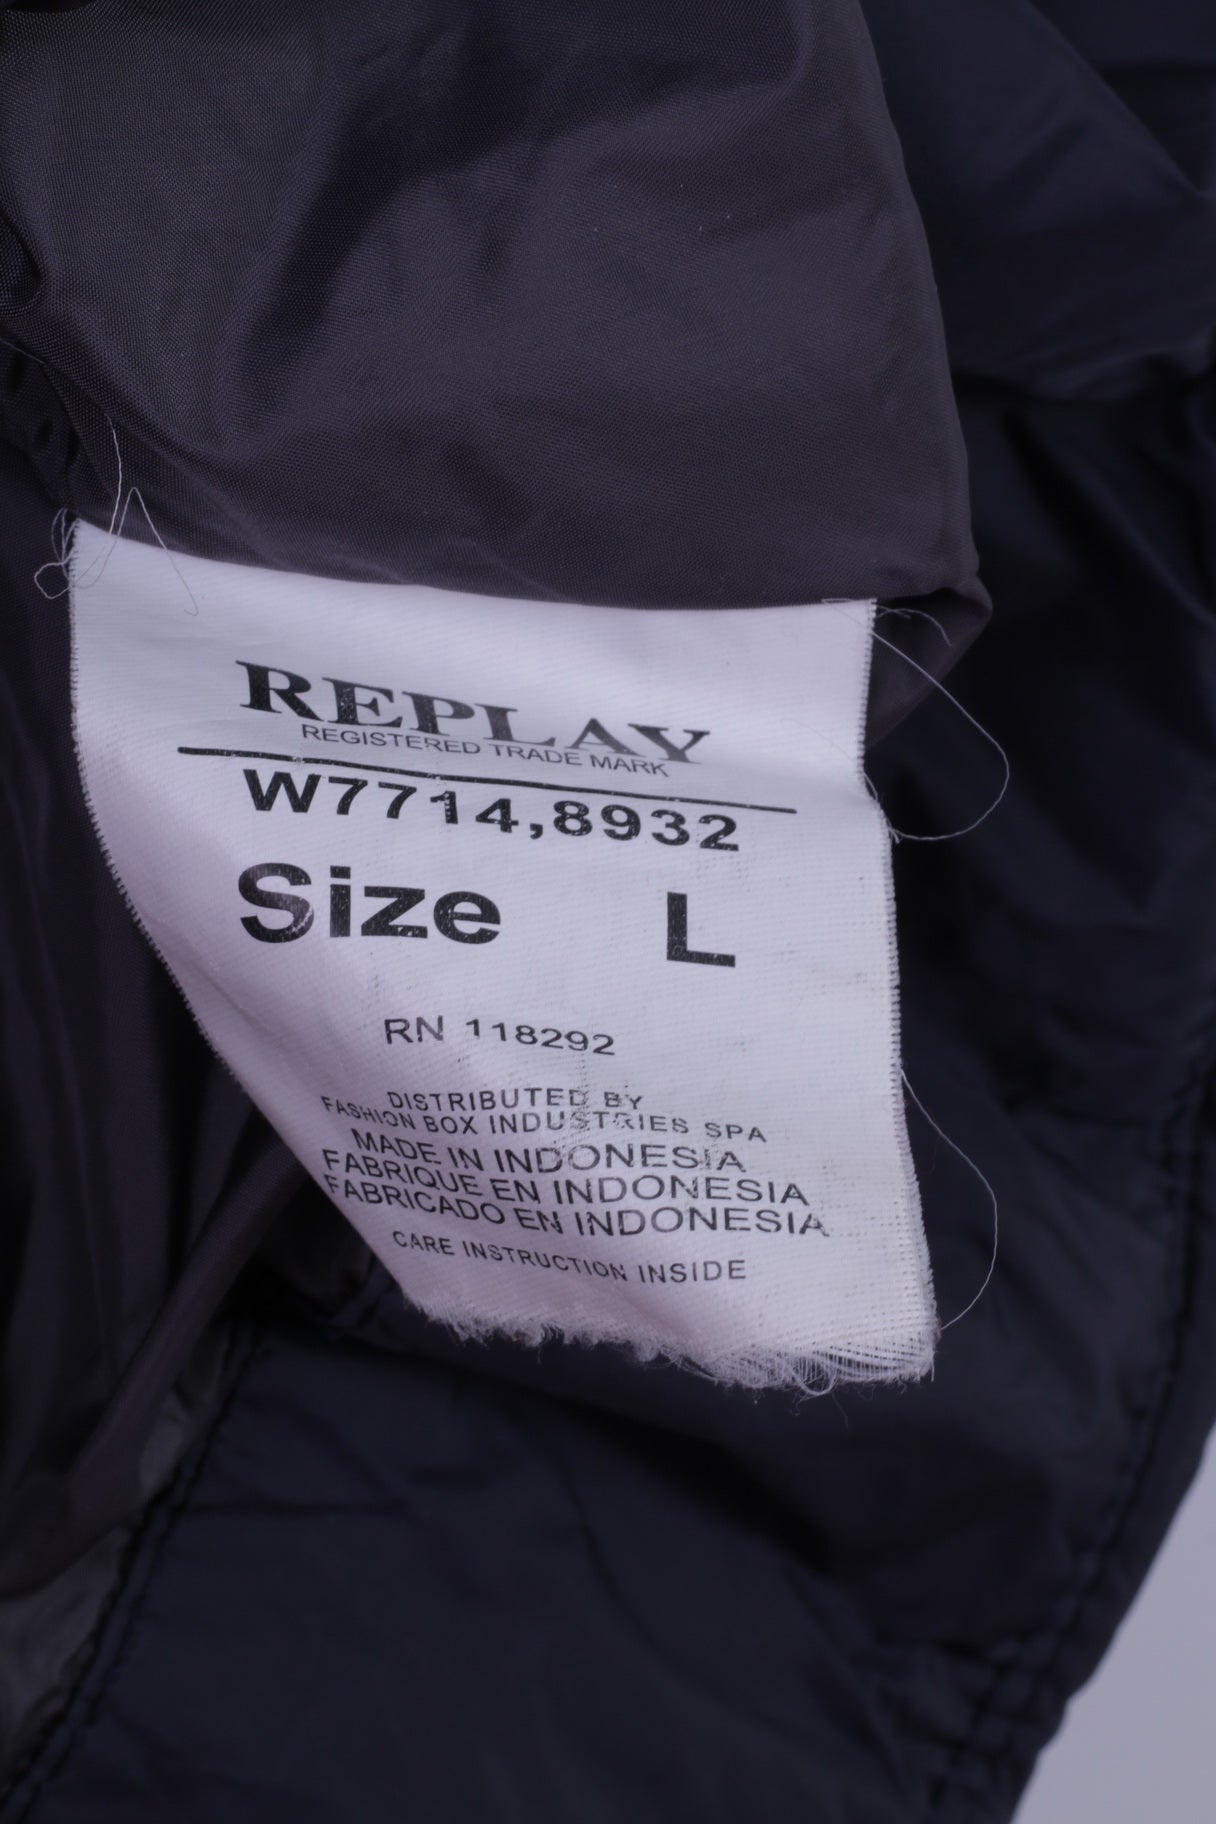 REPLAY
REGISTERED TRADE MARK
W7714,8932
Size L
RN 118292
DISTRIBUTED BY
FASHION BOX INDUSTRIES SPA
MADE IN INDONESIA
FABRIQUE EN INDONESIA
FABRICADO EN INDONESIA
CARE INSTRUCTION INSIDE